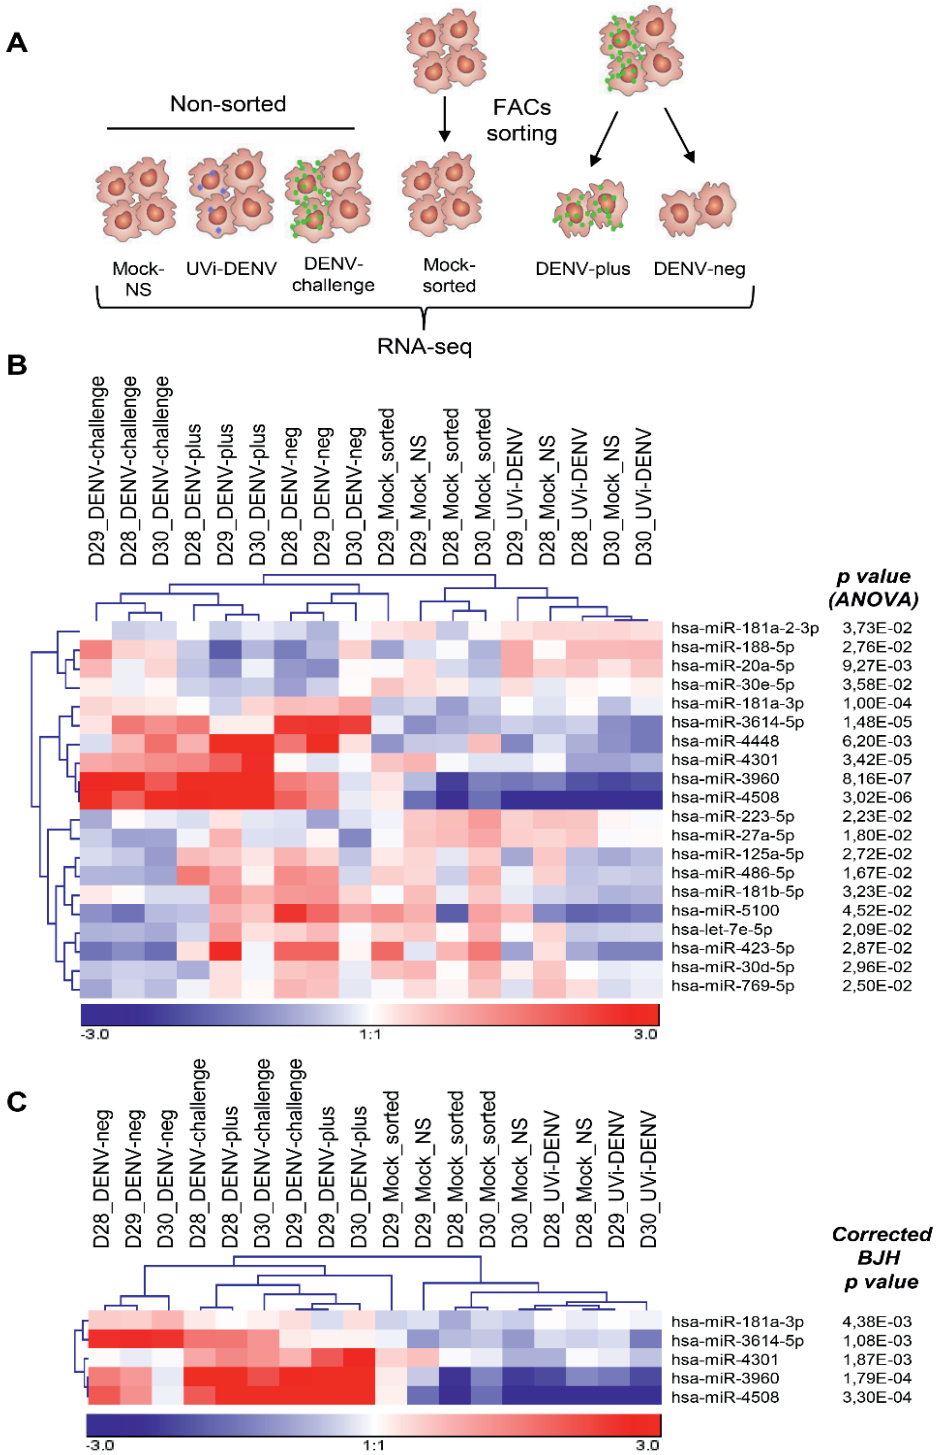 A
Non-sorted
FACs
sorting
Mock-
NS
UVi-DENV
DENV-
challenge
Mock-
sorted
DENV-plus
DENV-neg
RNA-seq
B
D29_DENV-challenge
D28_DENV-challenge
D30_DENV-challenge
D28_DENV-plus
D29_DENV-plus
D30_DENV-plus
D28_DENV-neg
D29_DENV-neg
D30_DENV-neg
D29_Mock_sorted
D29_Mock_NS
D28_Mock_sorted
D30_Mock_sorted
D29_UVi-DENV
D28_Mock_NS
D28_UVi-DENV
D30_Mock_NS
D30_UVi-DENV
p value
(ANOVA)
hsa-miR-181a-2-3p 3,73E-02
hsa-miR-188-5p 2,76E-02
hsa-miR-20a-5p 9,27E-03
hsa-miR-30e-5p 3,58E-02
hsa-miR-181a-3p 1,00E-04
hsa-miR-3614-5p 1,48E-05
hsa-miR-4448 6,20E-03
hsa-miR-4301 3,42E-05
hsa-miR-3960 8,16E-07
hsa-miR-4508 3,02E-06
hsa-miR-223-5p 2,23E-02
hsa-miR-27a-5p 1,80E-02
hsa-miR-125a-5p 2,72E-02
hsa-miR-486-5p 1,67E-02
hsa-miR-181b-5p 3,23E-02
hsa-miR-5100 4,52E-02
hsa-let-7e-5p 2,09E-02
hsa-miR-423-5p 2,87E-02
hsa-miR-30d-5p 2,96E-02
hsa-miR-769-5p 2,50E-02
-3.0 1:1 3.0
C
D28_DENV-neg
D29_DENV-neg
D30_DENV-neg
D28_DENV-challenge
D28_DENV-plus
D30_DENV-challenge
D29_DENV-challenge
D29_DENV-plus
D30_DENV-plus
D29_Mock_sorted
D29_Mock_NS
D28_Mock_sorted
D30_Mock_sorted
D30_Mock_NS
D28_UVi-DENV
D28_Mock_NS
D29_UVi-DENV
D30_UVi-DENV
Corrected
BJH
p value
hsa-miR-181a-3p 4,38E-03
hsa-miR-3614-5p 1,08E-03
hsa-miR-4301 1,87E-03
hsa-miR-3960 1,79E-04
hsa-miR-4508 3,30E-04
-3.0 1:1 3.0